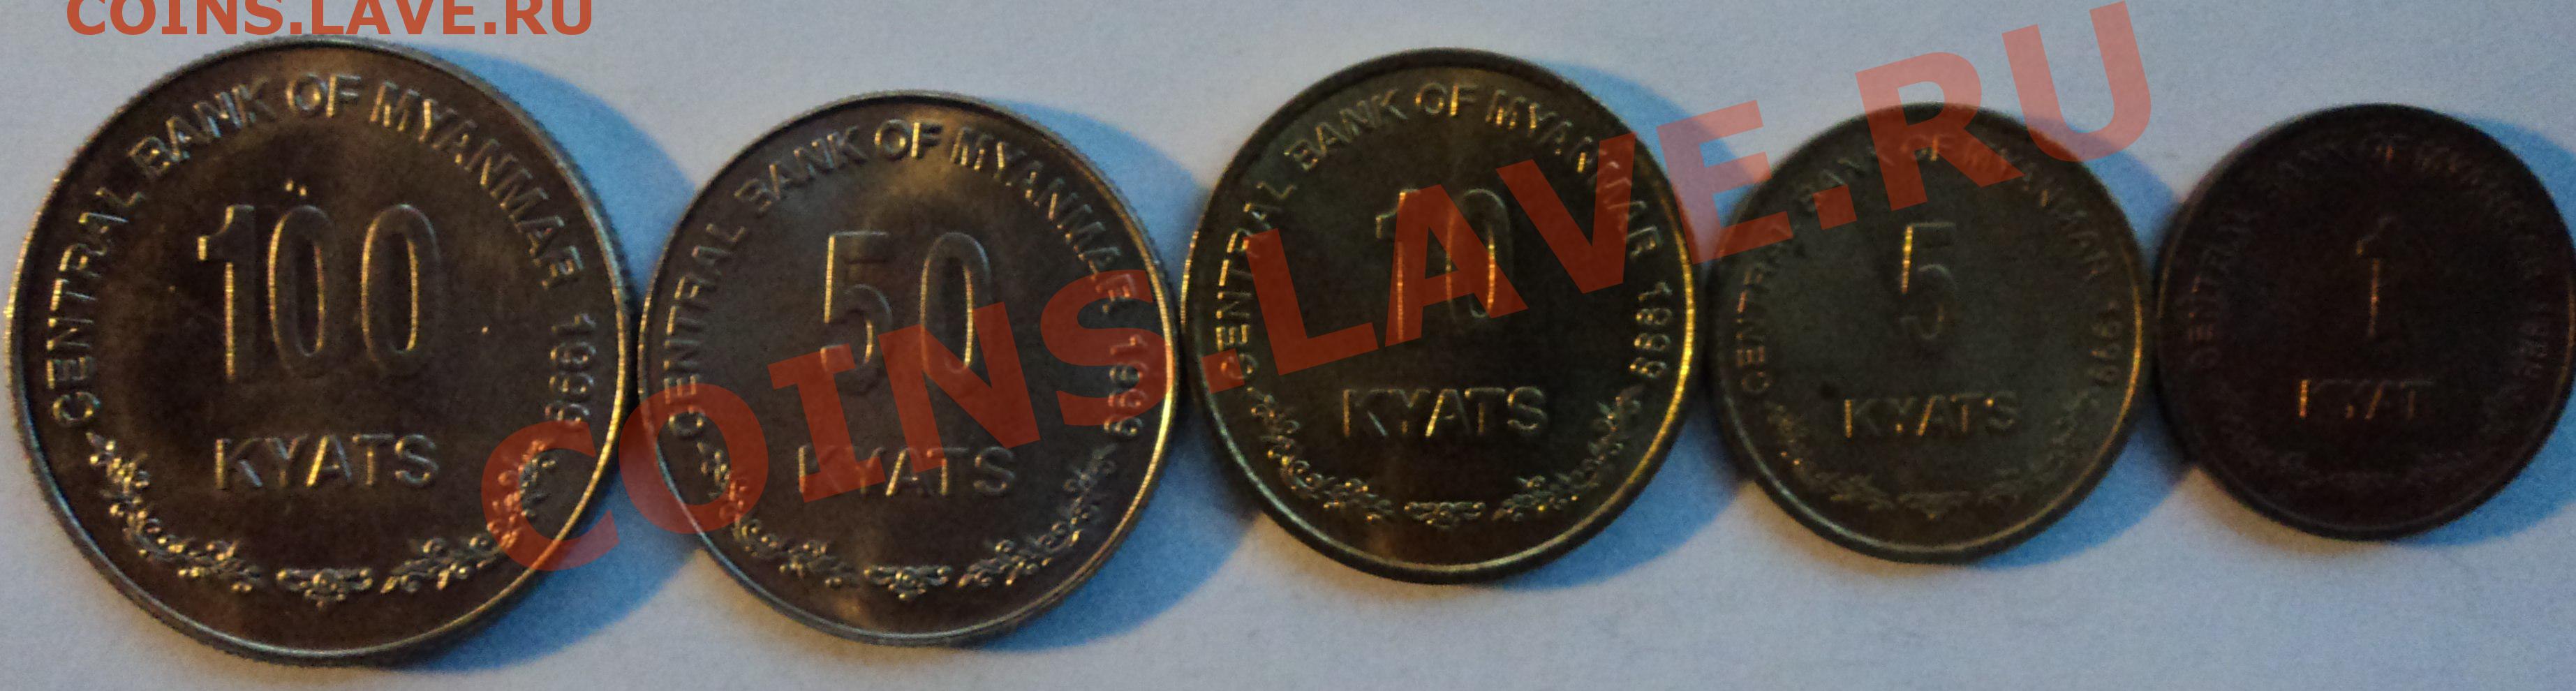 COINS.LAVE.RU
CENTRAL BANK OF MYANMAR 1999
100
KYATS
CENTRAL BANK OF MYANMAR 1999
50
KYATS
CENTRAL BANK OF MYANMAR 1999
10
KYATS
CENTRAL BANK OF MYANMAR 1999
5
KYATS
CENTRAL BANK OF MYANMAR 1999
1
KYAT
COINS.LAVE.RU